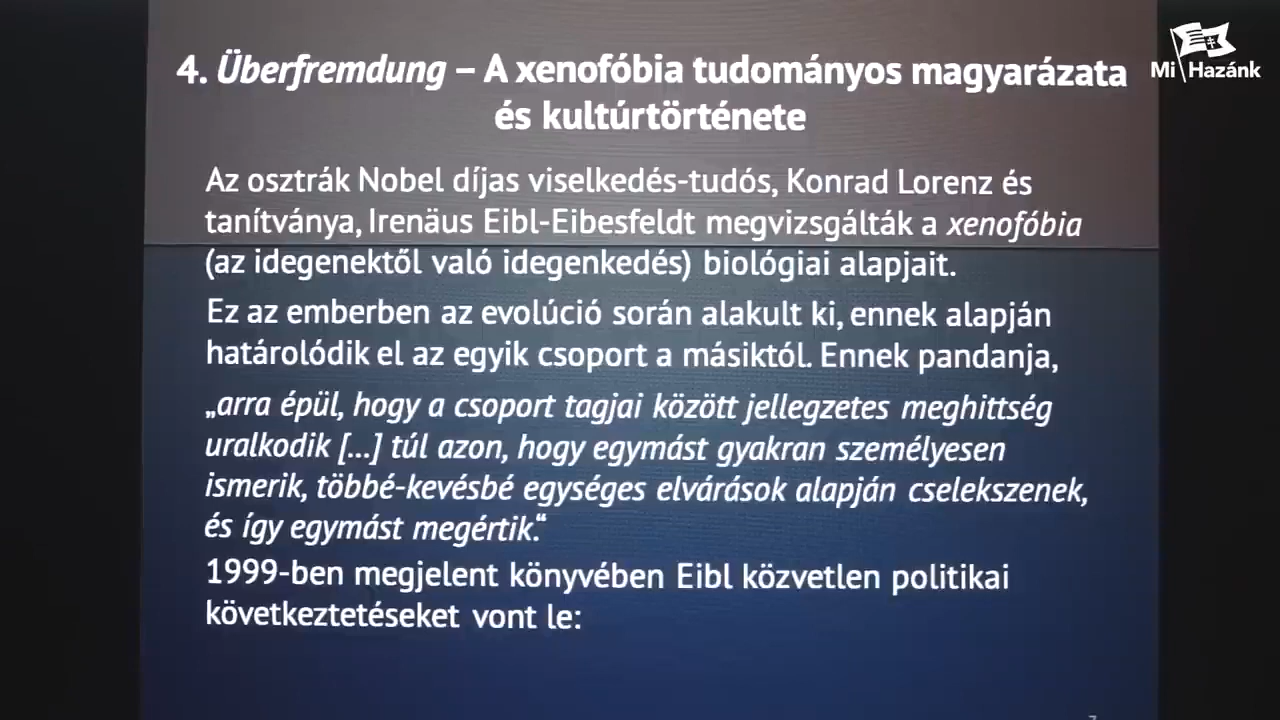 4. Überfremdung – A xenofóbia tudományos magyarázata
és kultúrtörténete
Mi Hazánk
Az osztrák Nobel díjas viselkedés-tudós, Konrad Lorenz és
tanítványa, Irenäus Eibl-Eibesfeldt megvizsgálták a xenofóbia
(az idegenektől való idegenkedés) biológiai alapjait.
Ez az emberben az evolúció során alakult ki, ennek alapján
határolódik el az egyik csoport a másiktól. Ennek pandanja,
„arra épül, hogy a csoport tagjai között jellegzetes meghittség
uralkodik [...] túl azon, hogy egymást gyakran személyesen
ismerik, többé-kevésbé egységes elvárások alapján cselekszenek,
és így egymást megértik.“
1999-ben megjelent könyvében Eibl közvetlen politikai
következtetéseket vont le: